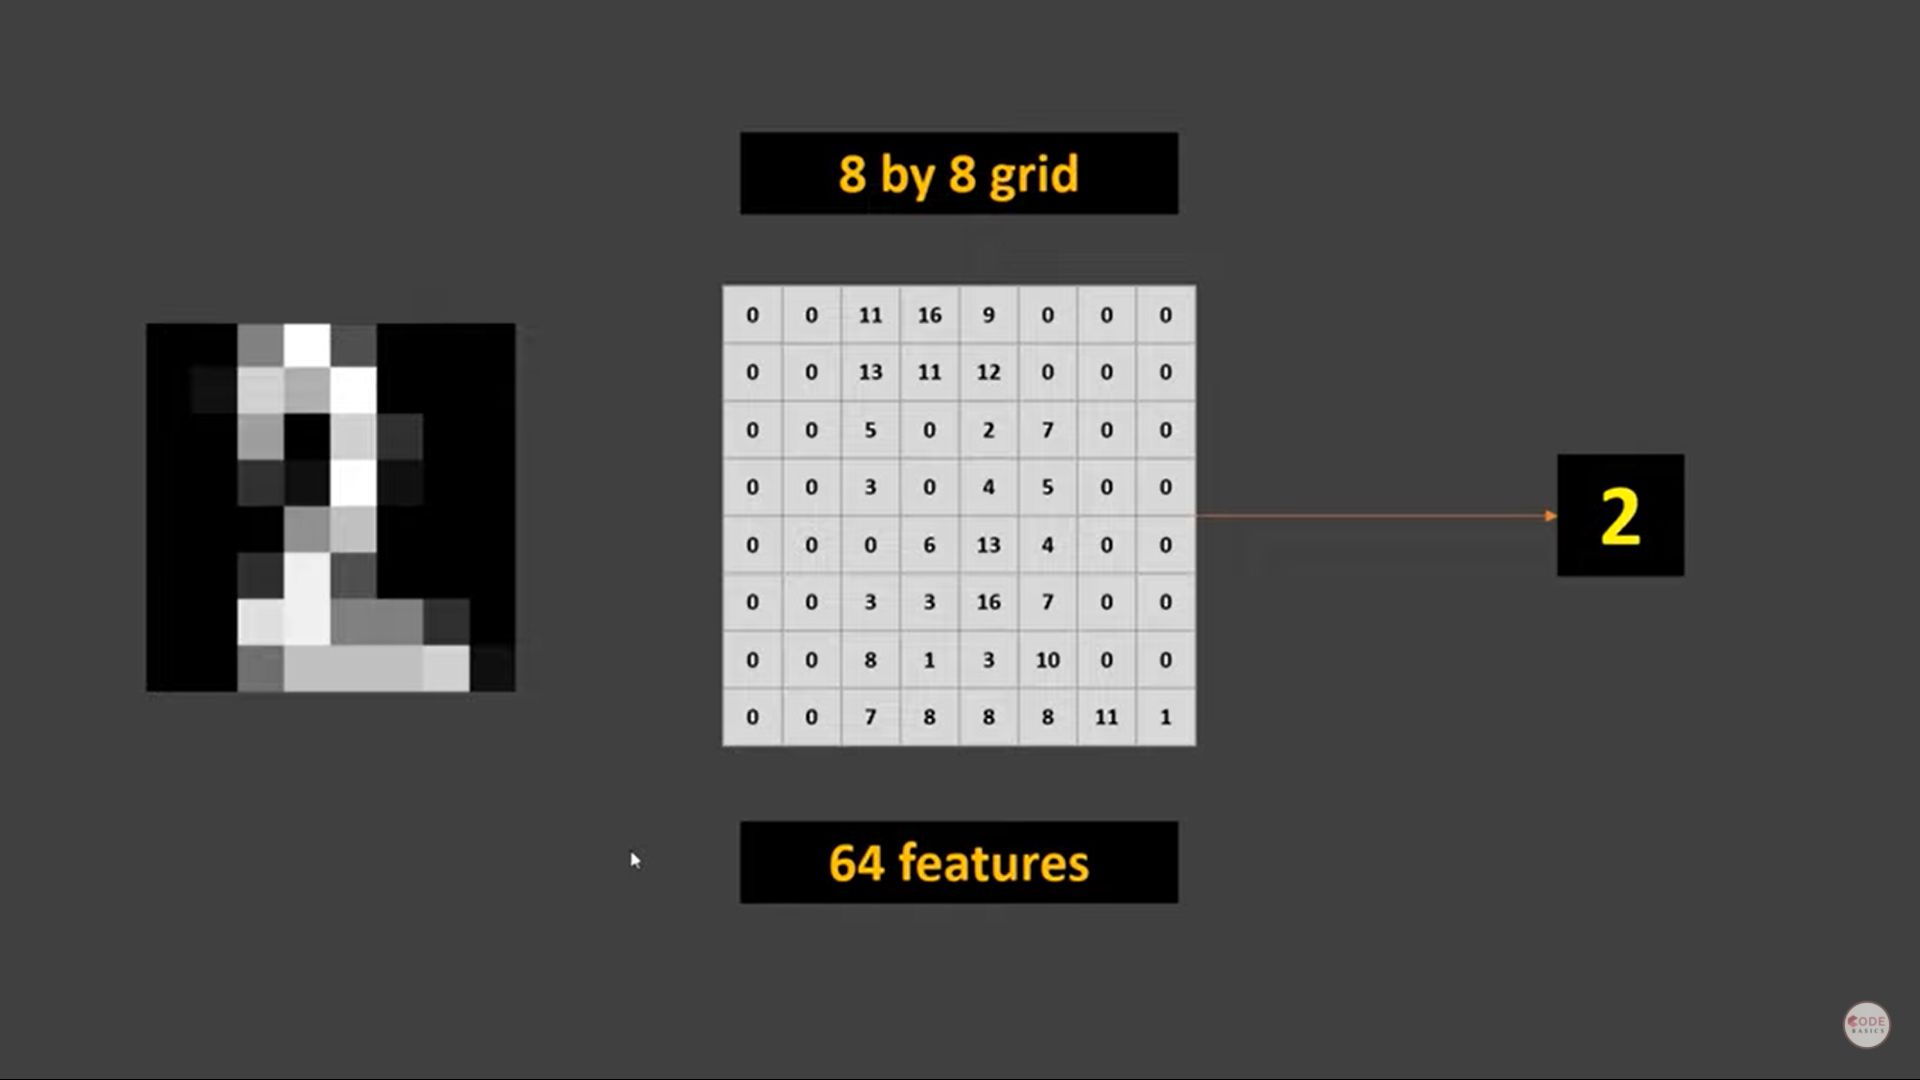 8 by 8 grid
0 0 11 16 9 0 0 0
0 0 13 11 12 0 0 0
0 0 5 0 2 7 0 0
0 0 3 0 4 5 0 0
0 0 0 6 13 4 0 0
0 0 3 3 16 7 0 0
0 0 8 1 3 10 0 0
0 0 7 8 8 8 11 1
2
64 features
CODE
BASICS